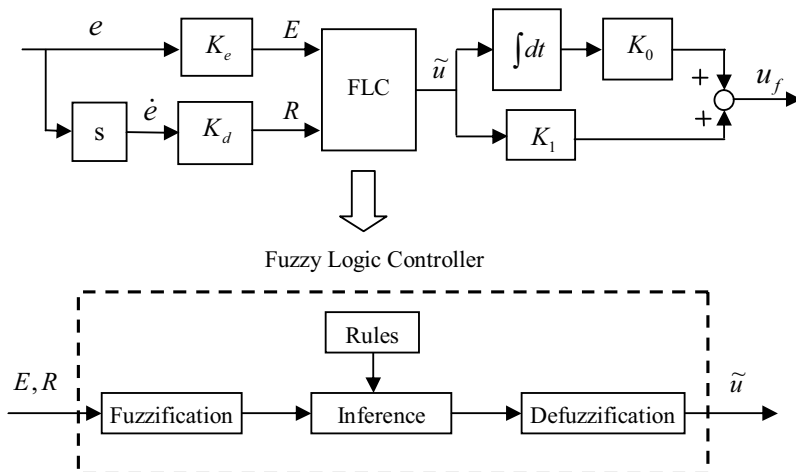 e
K_e
E
FLC
ũ
∫dt
K_0
+
u_f
s
ė
K_d
R
K_1
+
Fuzzy Logic Controller
Rules
E, R
Fuzzification
Inference
Defuzzification
ũ